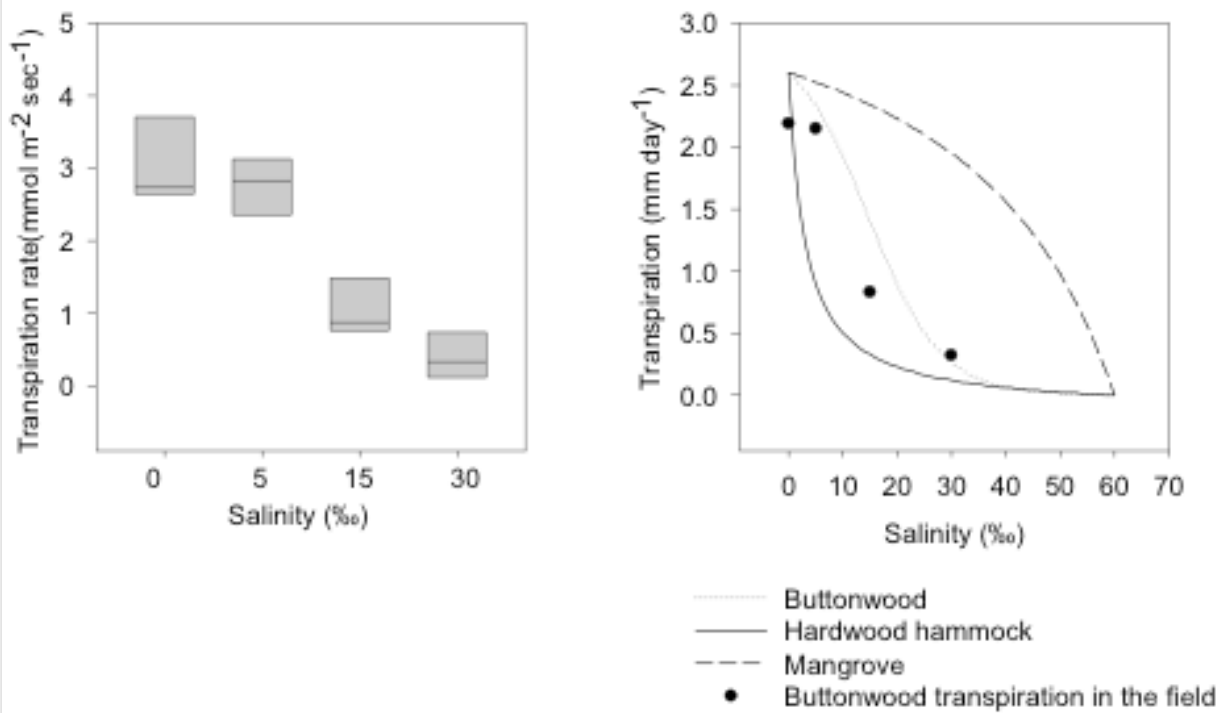 Transpiration rate(mmol m⁻² sec⁻¹)
5
4
3
2
1
0
0 5 15 30
Salinity (‰)
Transpiration (mm day⁻¹)
3.0
2.5
2.0
1.5
1.0
0.5
0.0
0 10 20 30 40 50 60 70
Salinity (‰)
Buttonwood
Hardwood hammock
Mangrove
Buttonwood transpiration in the field